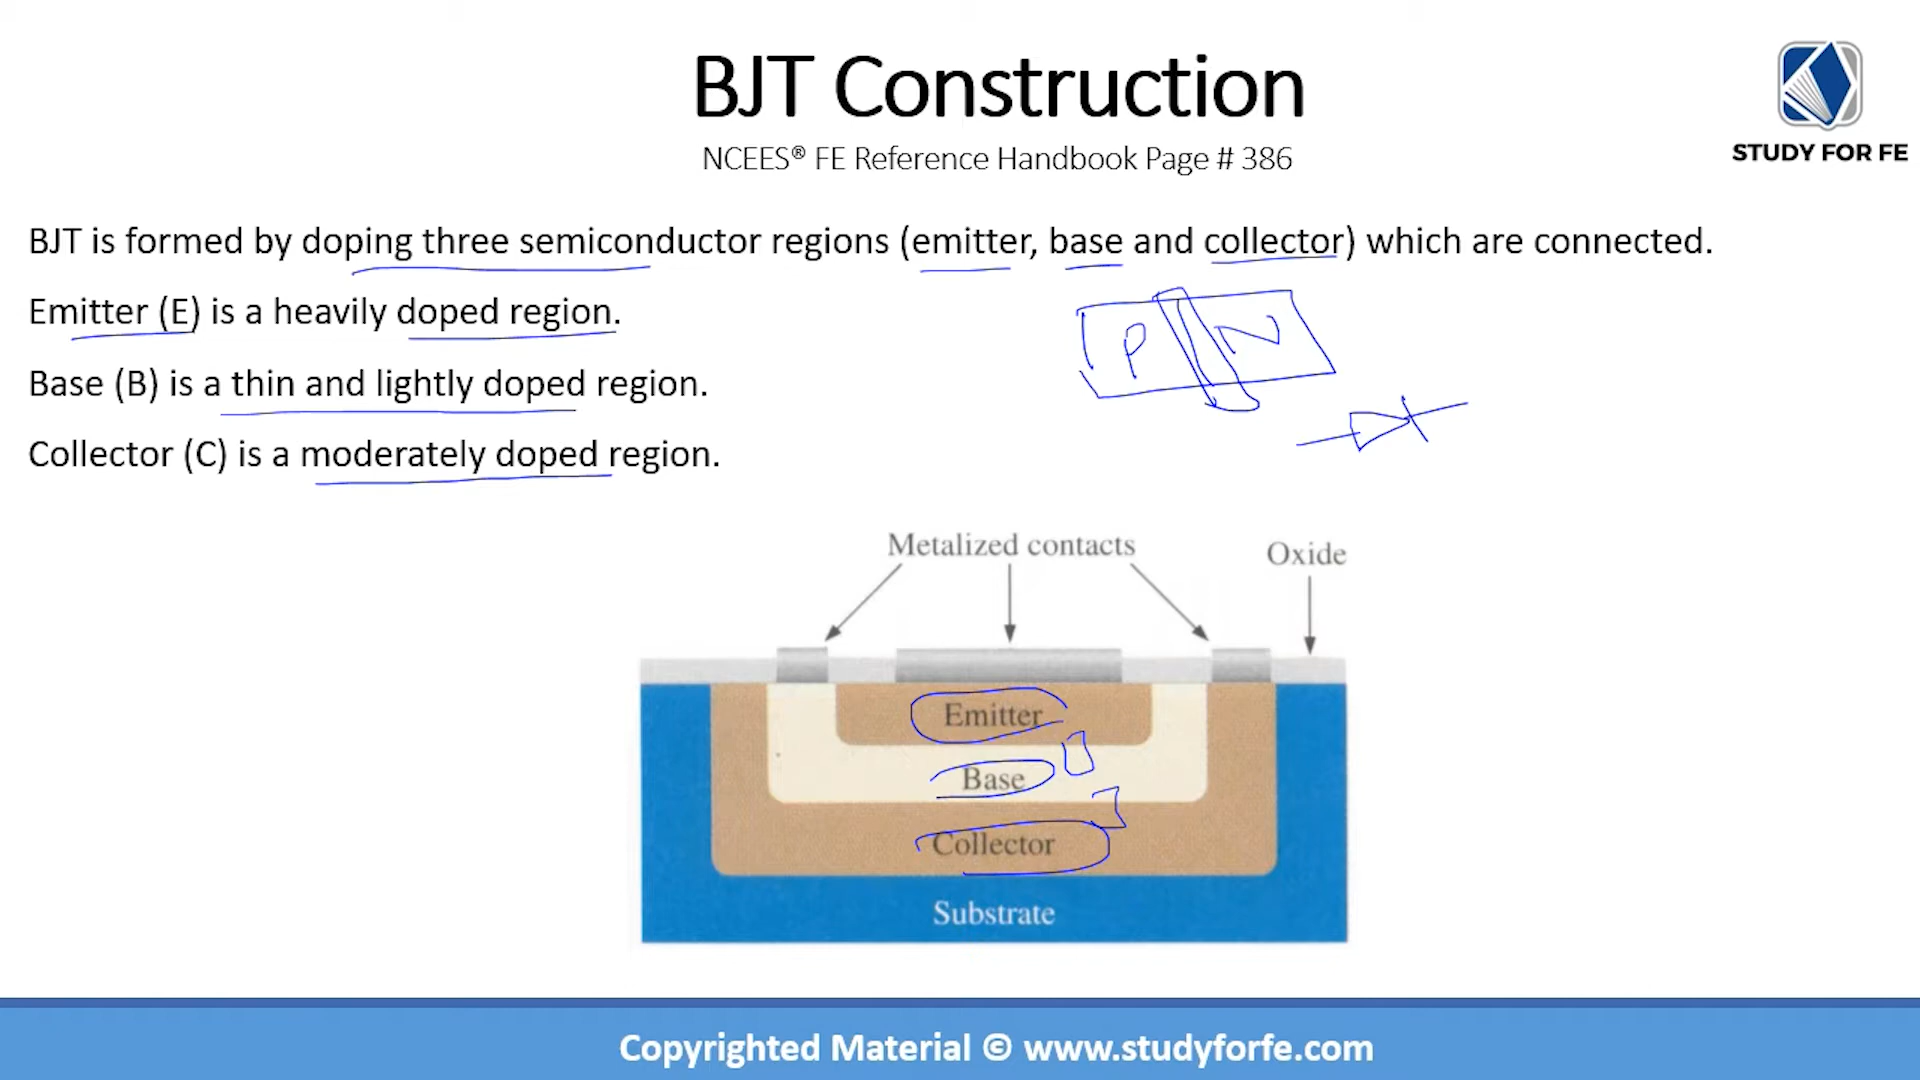 BJT Construction
NCEES® FE Reference Handbook Page # 386
STUDY FOR FE
BJT is formed by doping three semiconductor regions (emitter, base and collector) which are connected.
Emitter (E) is a heavily doped region.
Base (B) is a thin and lightly doped region.
Collector (C) is a moderately doped region.
P N
Metalized contacts
Oxide
Emitter
Base
Collector
Substrate
Copyrighted Material © www.studyforfe.com